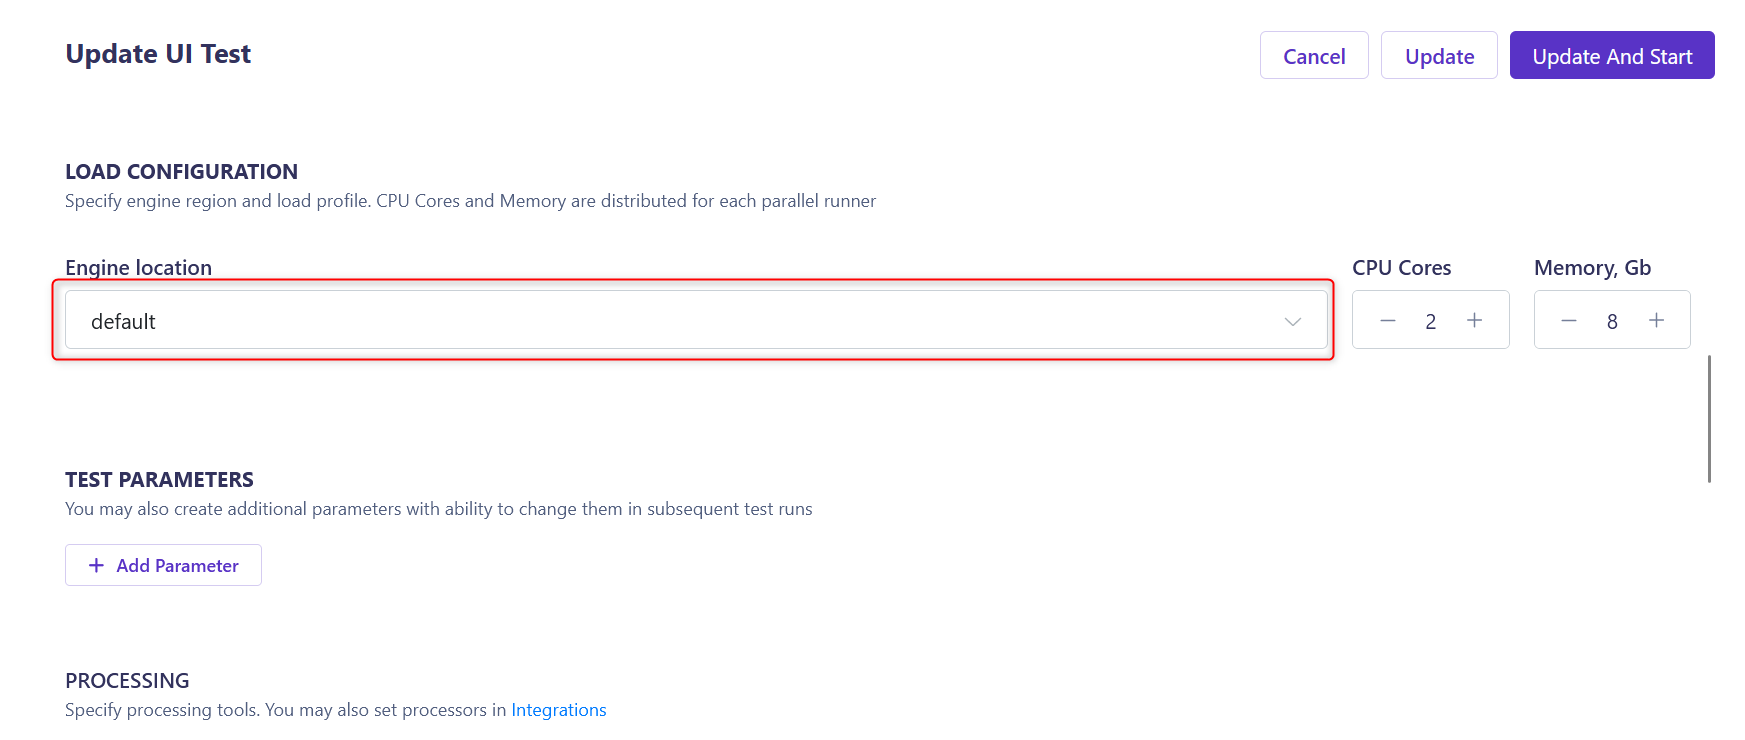 Update UI Test
Cancel
Update
Update And Start
LOAD CONFIGURATION
Specify engine region and load profile. CPU Cores and Memory are distributed for each parallel runner
Engine location
CPU Cores
Memory, Gb
default
2
8
TEST PARAMETERS
You may also create additional parameters with ability to change them in subsequent test runs
Add Parameter
PROCESSING
Specify processing tools. You may also set processors in Integrations